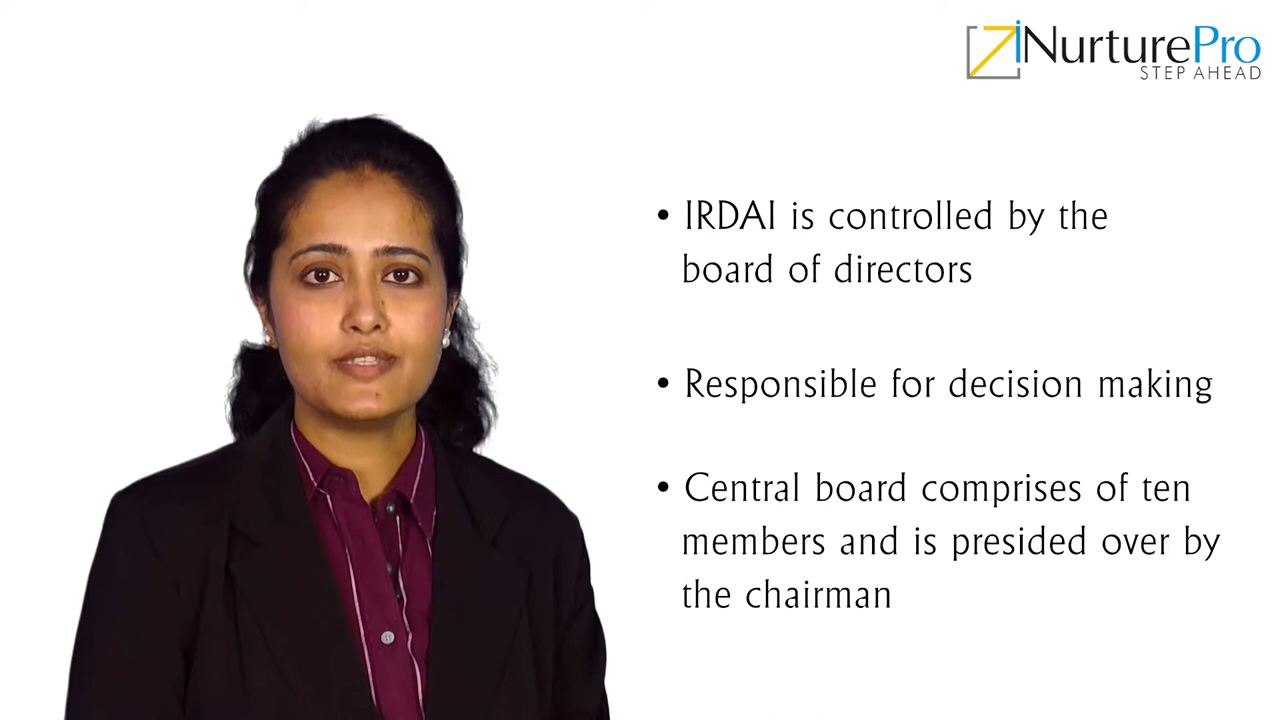 iNurturePro
STEP AHEAD
• IRDAI is controlled by the
board of directors
• Responsible for decision making
• Central board comprises of ten
members and is presided over by
the chairman